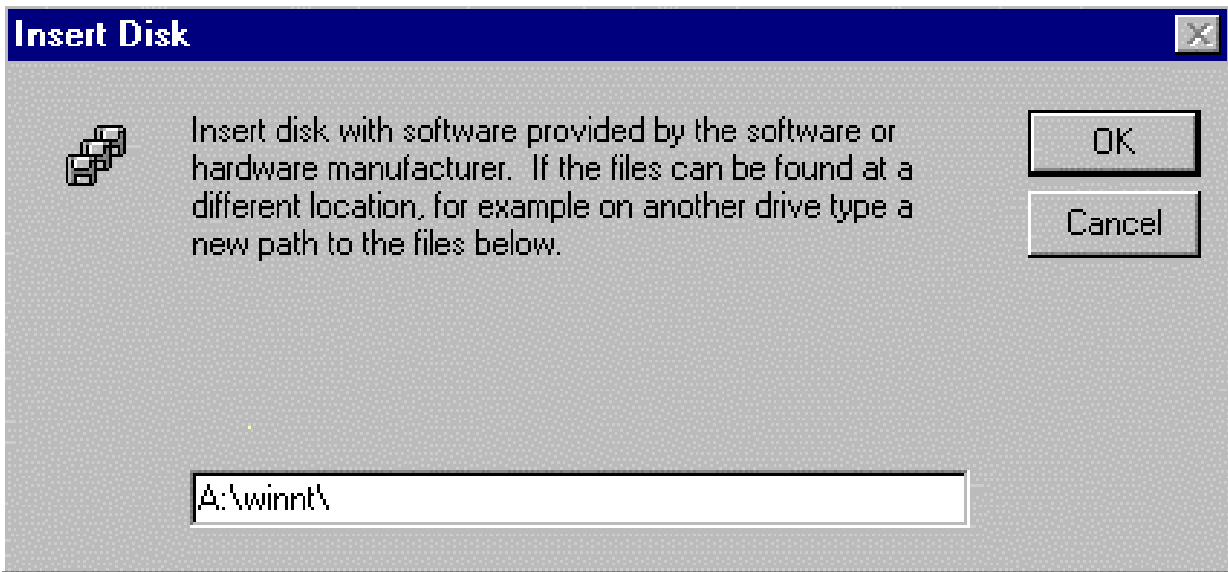 Insert Disk
Insert disk with software provided by the software or
hardware manufacturer.  If the files can be found at a
different location, for example on another drive type a
new path to the files below.
OK
Cancel
A:\winnt\